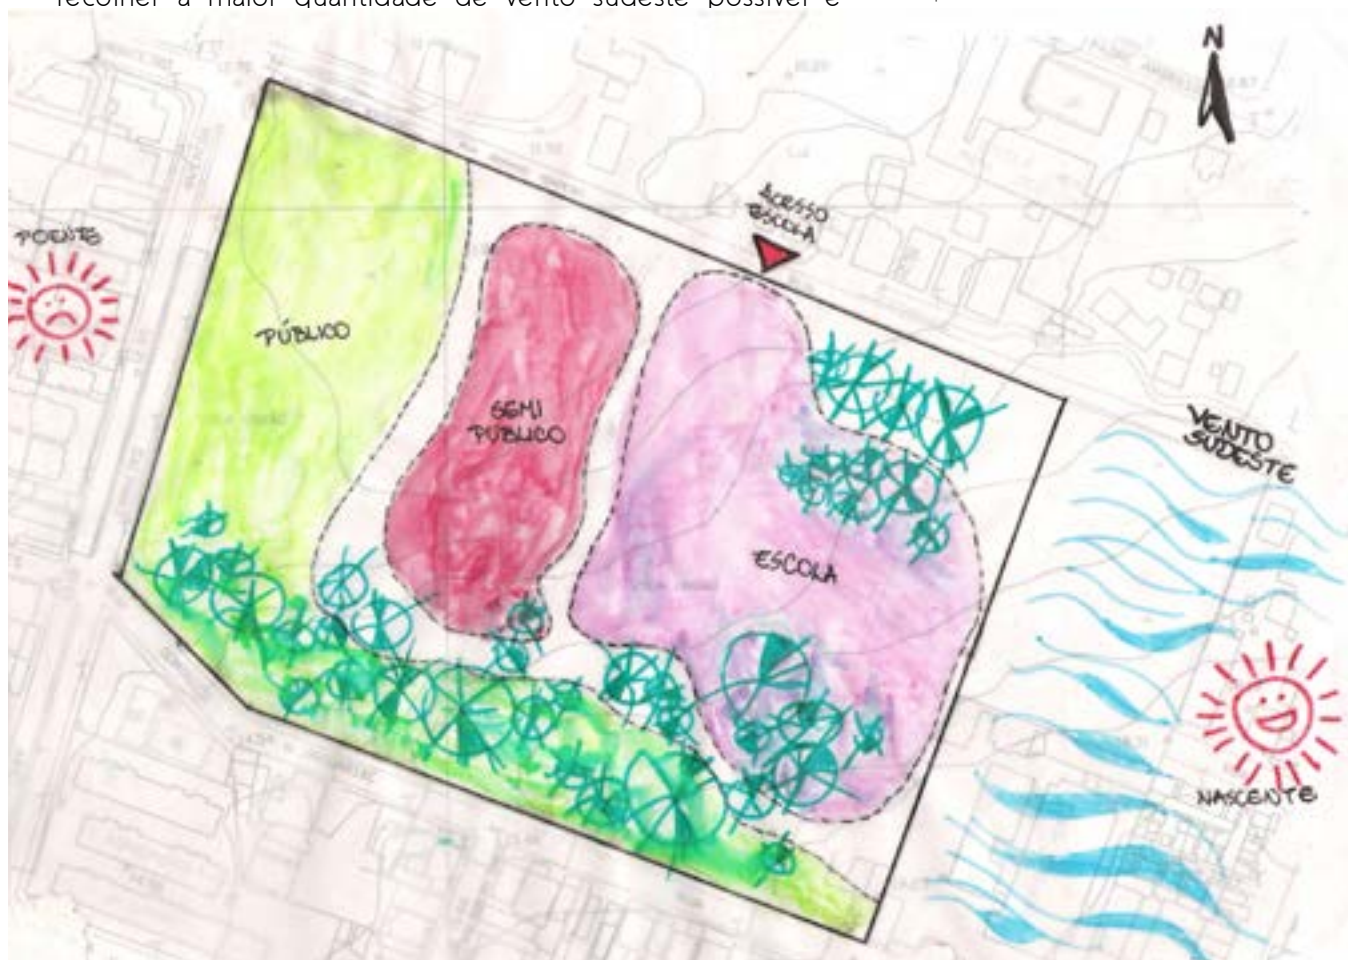 recolher a maior quantidade de vento sudeste possível e
N
ACESSO
ESCOLA
POENTE
PÚBLICO
SEMI
PÚBLICO
VENTO
SUDESTE
ESCOLA
NASCENTE